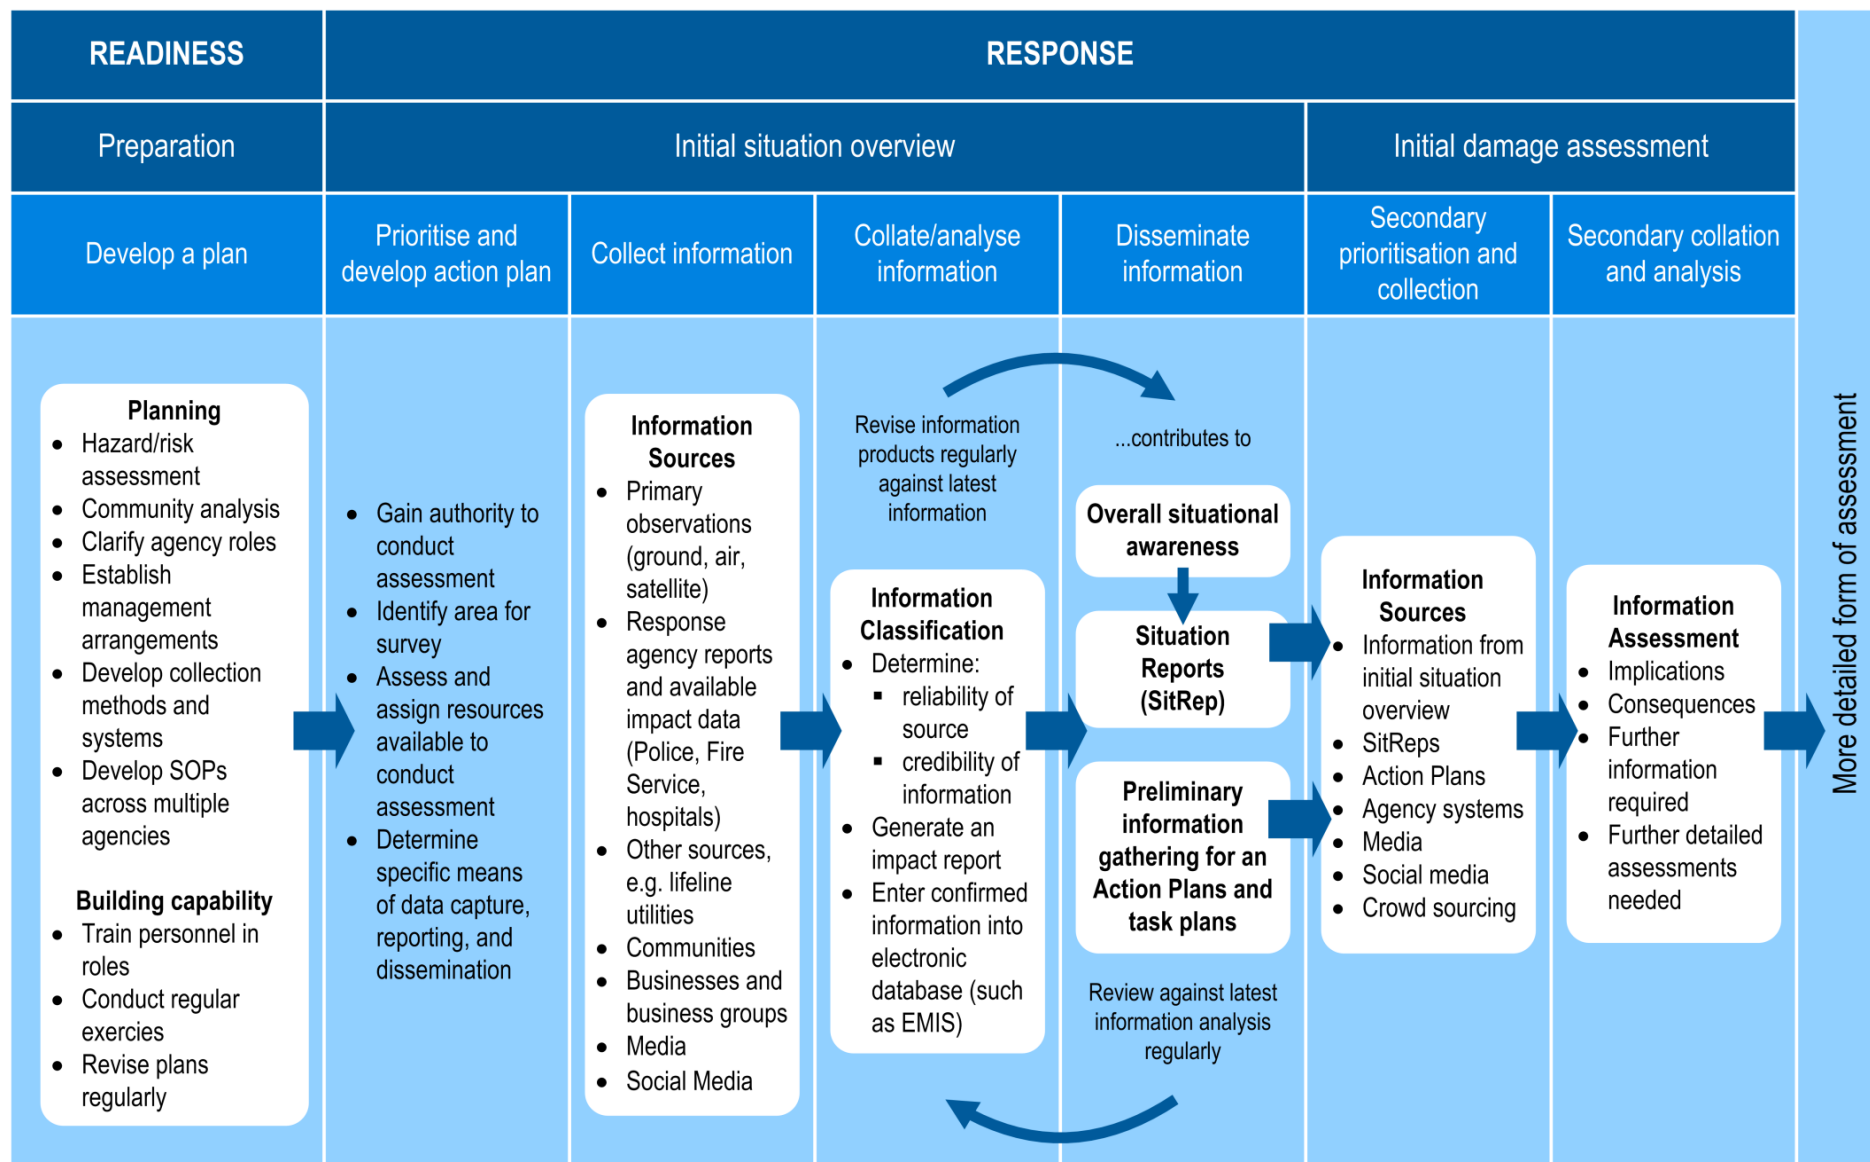 READINESS
RESPONSE
Preparation
Initial situation overview
Initial damage assessment
Develop a plan
Prioritise and
develop action plan
Collect information
Collate/analyse
information
Disseminate
information
Secondary
prioritisation and
collection
Secondary collation
and analysis
Planning
• Hazard/risk
assessment
• Community analysis
• Clarify agency roles
• Establish
management
arrangements
• Develop collection
methods and
systems
• Develop SOPs
across multiple
agencies
Building capability
• Train personnel in
roles
• Conduct regular
exercies
• Revise plans
regularly
• Gain authority to
conduct
assessment
• Identify area for
survey
• Assess and
assign resources
available to
conduct
assessment
• Determine
specific means
of data capture,
reporting, and
dissemination
Information
Sources
• Primary
observations
(ground, air,
satellite)
• Response
agency reports
and available
impact data
(Police, Fire
Service,
hospitals)
• Other sources,
e.g. lifeline
utilities
• Communities
• Businesses and
business groups
• Media
• Social Media
Revise information
products regularly
against latest
information
Information
Classification
• Determine:
▪ reliability of
source
▪ credibility of
information
• Generate an
impact report
• Enter confirmed
information into
electronic
database (such
as EMIS)
...contributes to
Overall situational
awareness
Situation
Reports
(SitRep)
Preliminary
information
gathering for an
Action Plans and
task plans
Review against latest
information analysis
regularly
Information
Sources
• Information from
initial situation
overview
• SitReps
• Action Plans
• Agency systems
• Media
• Social media
• Crowd sourcing
Information
Assessment
• Implications
• Consequences
• Further
information
required
• Further detailed
assessments
needed
More detailed form of assessment